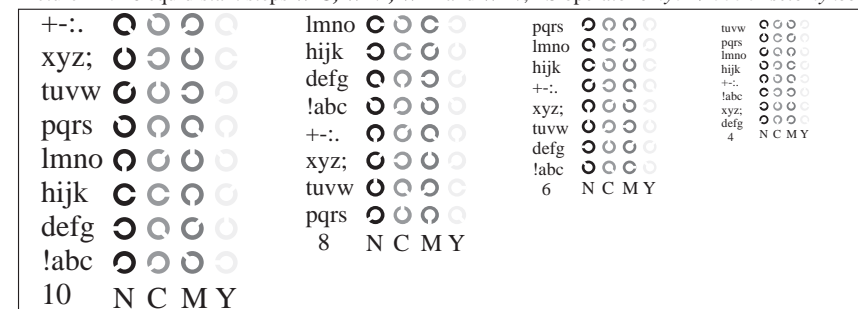 +-:.
xyz;
tuvw
pqrs
lmno
hijk
defg
!abc
10 N C M Y
lmno
hijk
defg
!abc
+-:.
xyz;
tuvw
pqrs
8 N C M Y
pqrs
lmno
hijk
+-:.
xyz;
tuvw
defg
!abc
6 N C M Y
tuvw
pqrs
lmno
hijk
+-:.
!abc
xyz;
defg
4 N C M Y